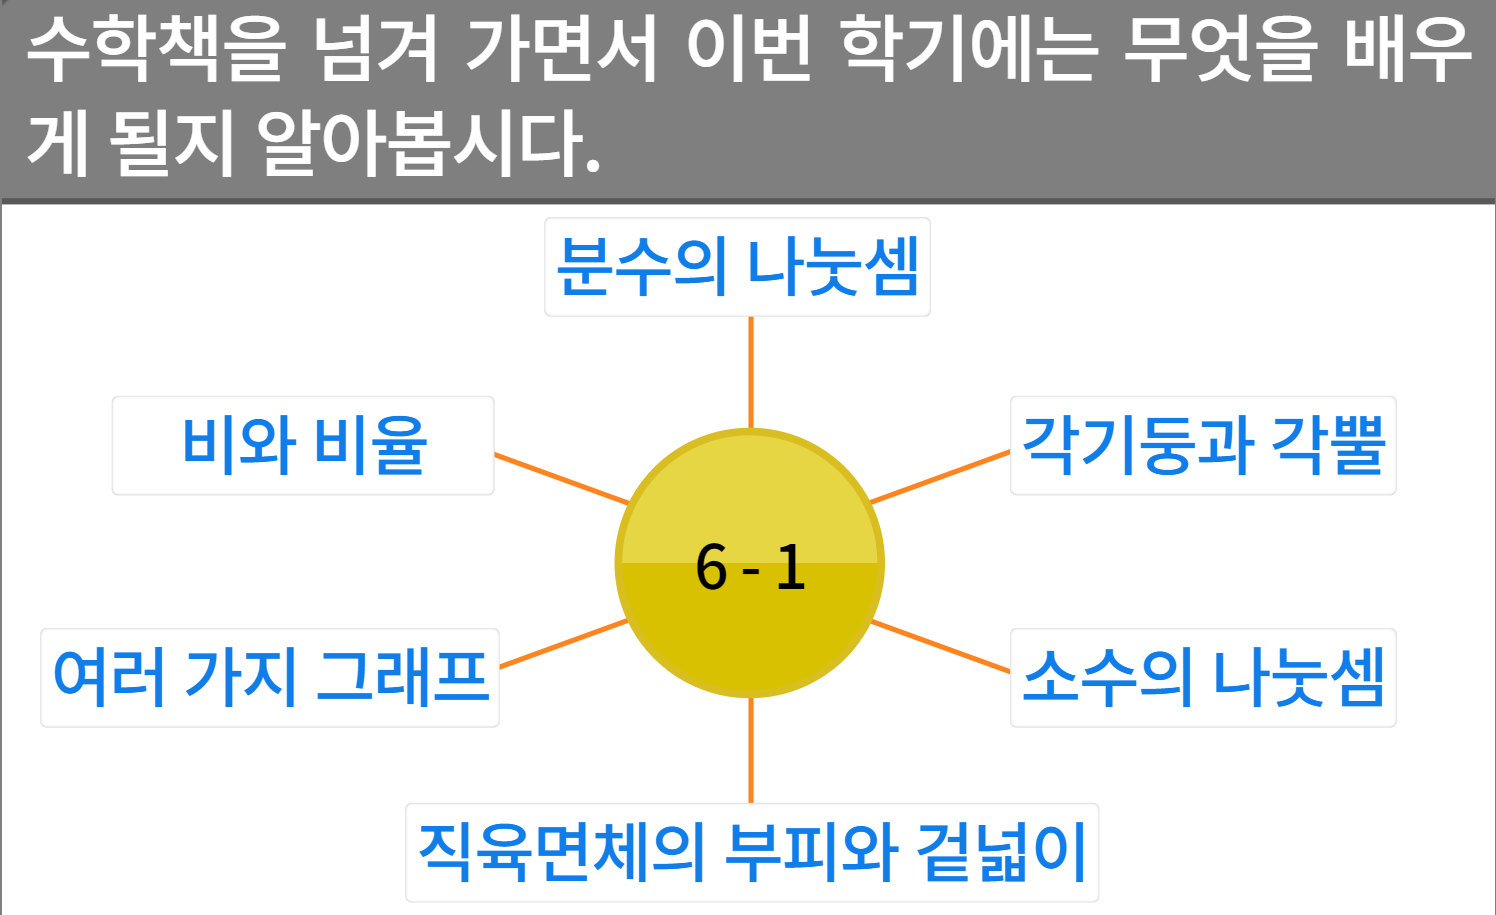 수학책을 넘겨 가면서 이번 학기에는 무엇을 배우
게 될지 알아봅시다.
분수의 나눗셈
비와 비율
각기둥과 각뿔
6-1
여러 가지 그래프
소수의 나눗셈
직육면체의 부피와 겉넓이